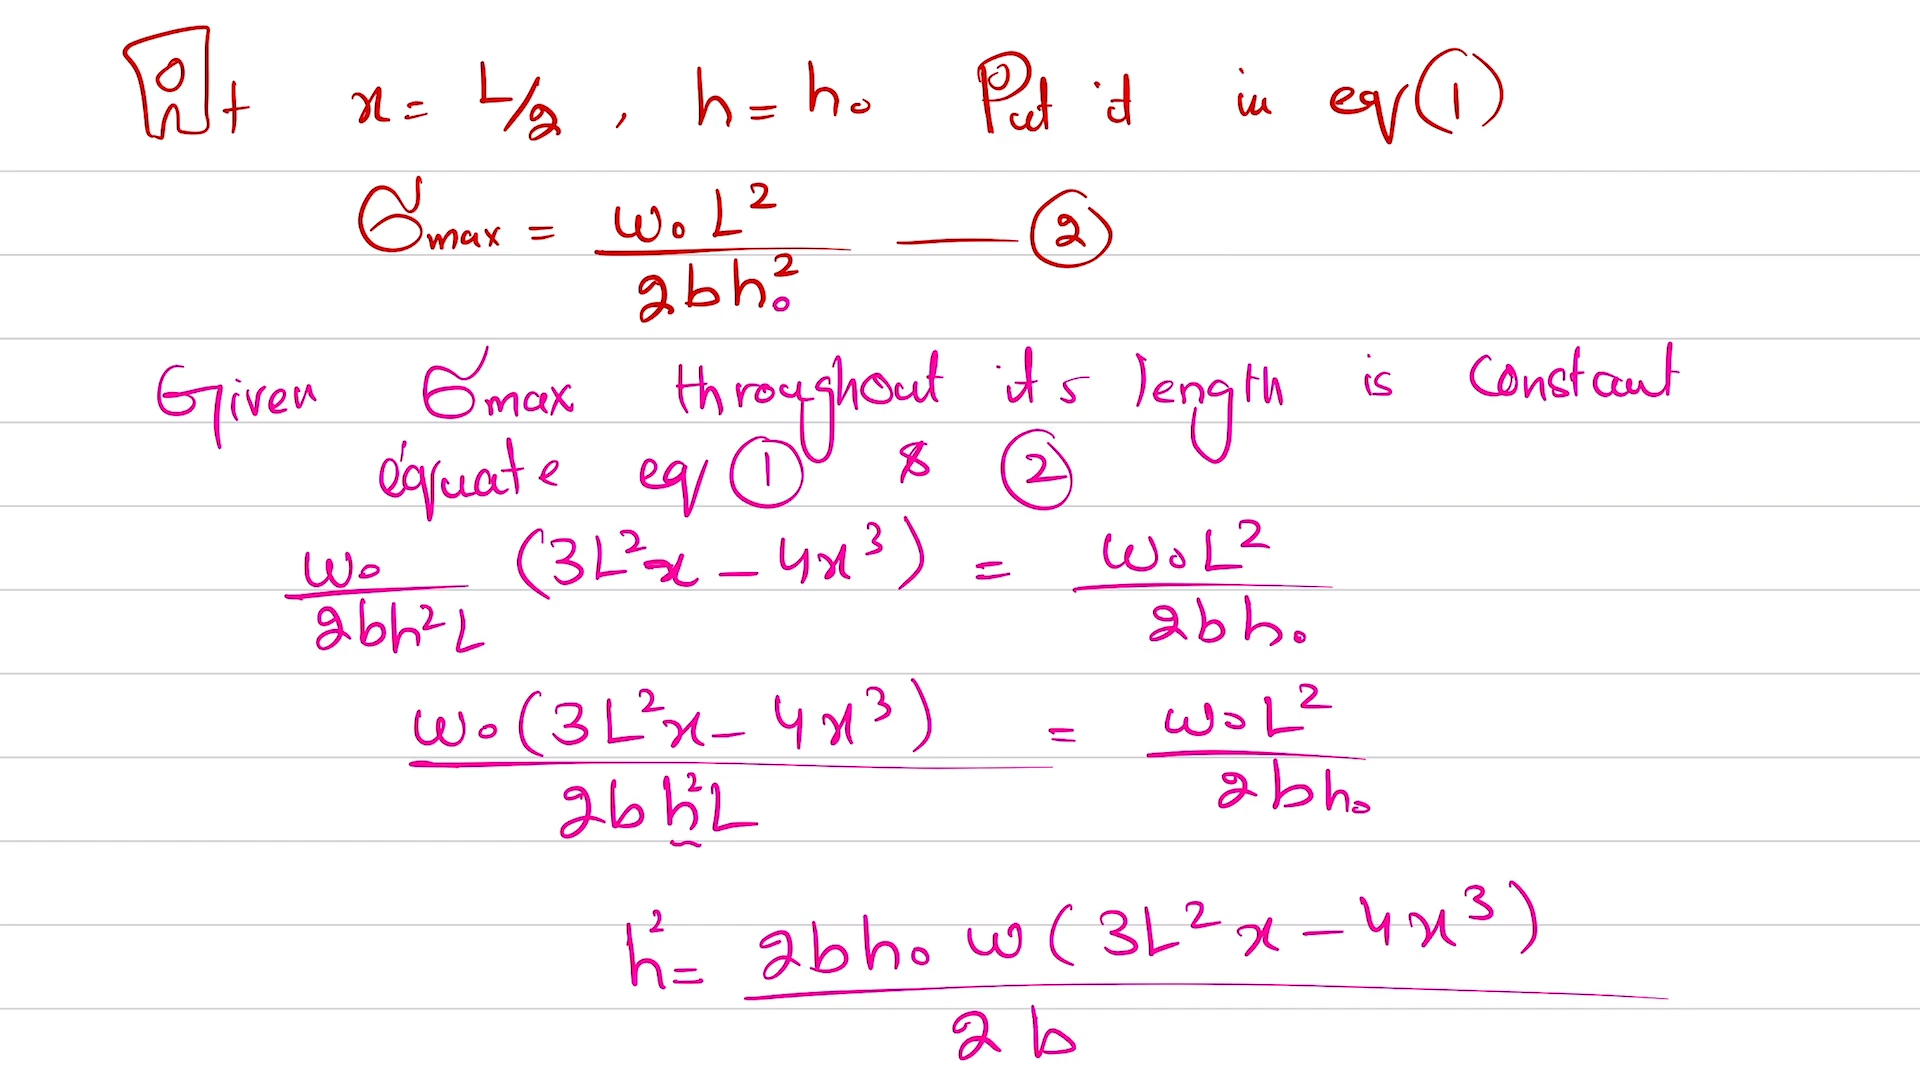 At x = L/2 , h = h₀ Put it in eq ①
σmax = w₀ L² / 2bh₀² —— ②
Given σmax throughout its length is constant
equate eq ① & ②
w₀ / 2bh²L (3L²x − 4x³) = w₀L² / 2bh₀
w₀(3L²x − 4x³) / 2bh²L = w₀L² / 2bh₀
h² = 2bh₀ w(3L²x − 4x³) / 2b